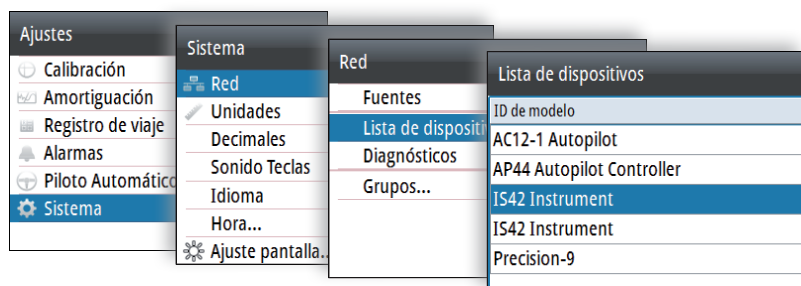 Ajustes
Calibración
Amortiguación
Registro de viaje
Alarmas
Piloto Automático
Sistema
Sistema
Red
Unidades
Decimales
Sonido Teclas
Idioma
Hora...
Ajuste pantalla..
Red
Fuentes
Lista de dispositi
Diagnósticos
Grupos...
Lista de dispositivos
ID de modelo
AC12-1 Autopilot
AP44 Autopilot Controller
IS42 Instrument
IS42 Instrument
Precision-9